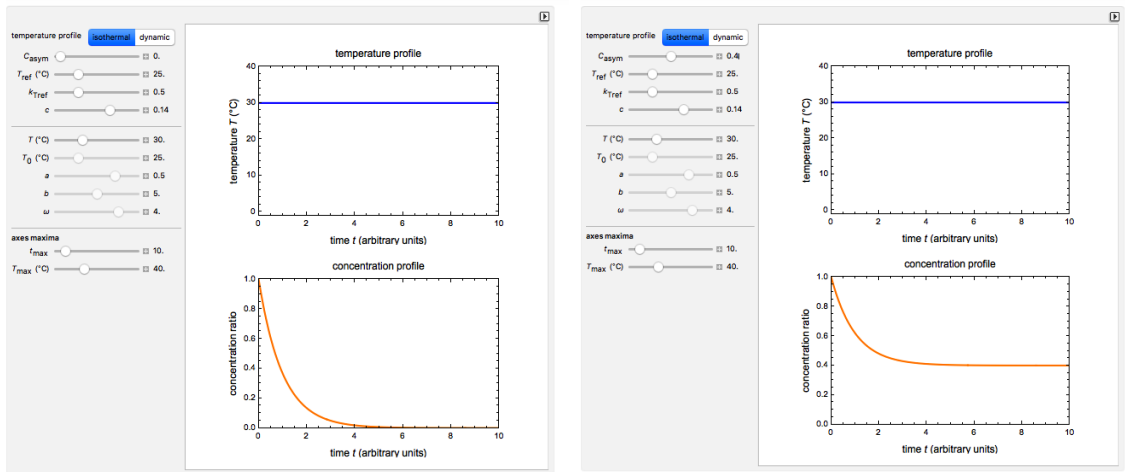 temperature profile isothermal dynamic
C_asym 0.
T_ref (°C) 25.
k_Tref 0.5
c 0.14
T (°C) 30.
T_0 (°C) 25.
a 0.5
b 5.
ω 4.
axes maxima
t_max 10.
T_max (°C) 40.
temperature profile
temperature T (°C)
40
30
20
10
0
0 2 4 6 8 10
time t (arbitrary units)
concentration profile
concentration ratio
1.0
0.8
0.6
0.4
0.2
0.0
0 2 4 6 8 10
time t (arbitrary units)
temperature profile isothermal dynamic
C_asym 0.4
T_ref (°C) 25.
k_Tref 0.5
c 0.14
T (°C) 30.
T_0 (°C) 25.
a 0.5
b 5.
ω 4.
axes maxima
t_max 10.
T_max (°C) 40.
temperature profile
temperature T (°C)
40
30
20
10
0
0 2 4 6 8 10
time t (arbitrary units)
concentration profile
concentration ratio
1.0
0.8
0.6
0.4
0.2
0.0
0 2 4 6 8 10
time t (arbitrary units)